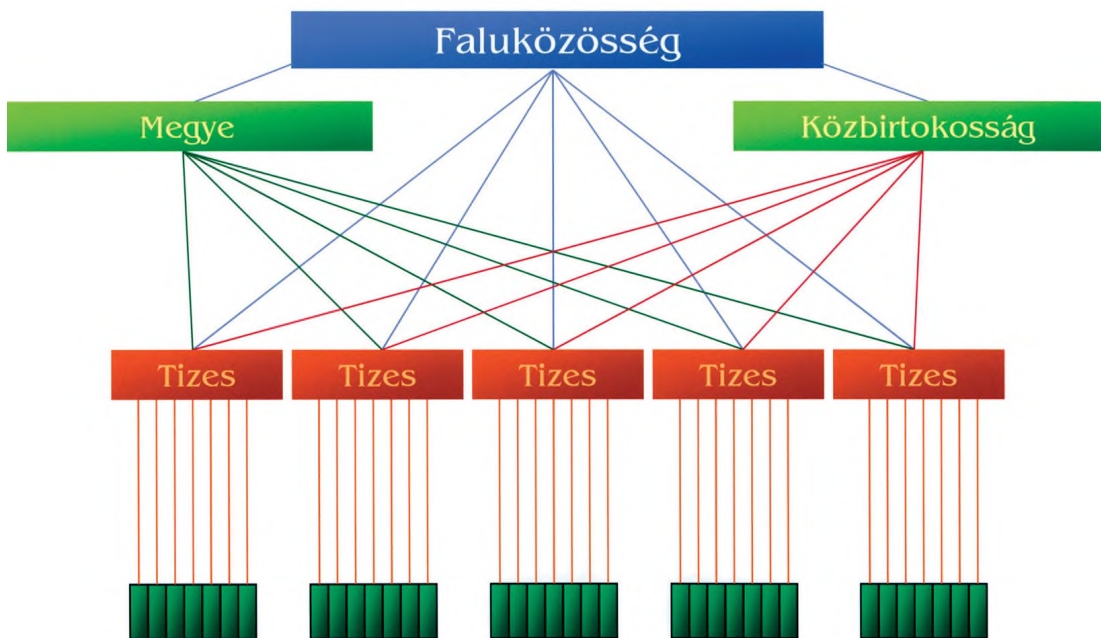 Faluközösség
Megye
Közbirtokosság
Tizes
Tizes
Tizes
Tizes
Tizes